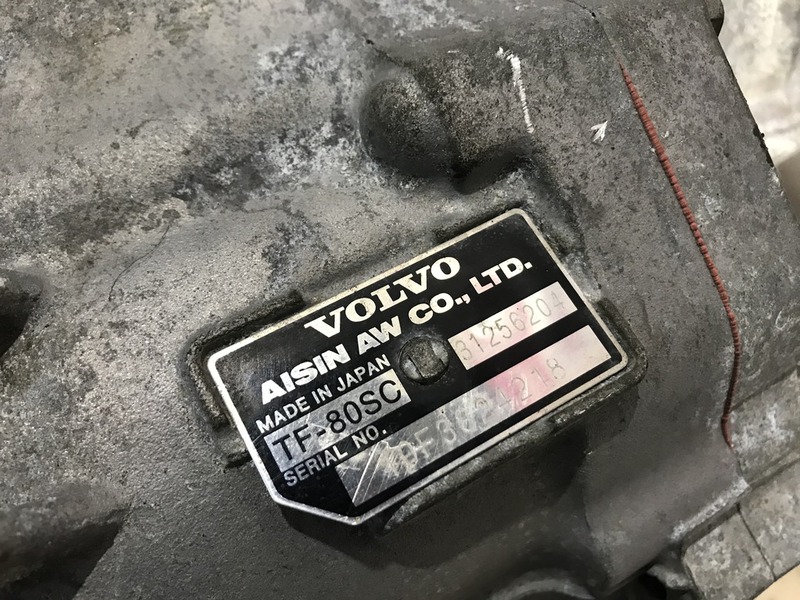 VOLVO
AISIN AW CO., LTD.
MADE IN JAPAN
31256204
TF-80SC
SERIAL NO.